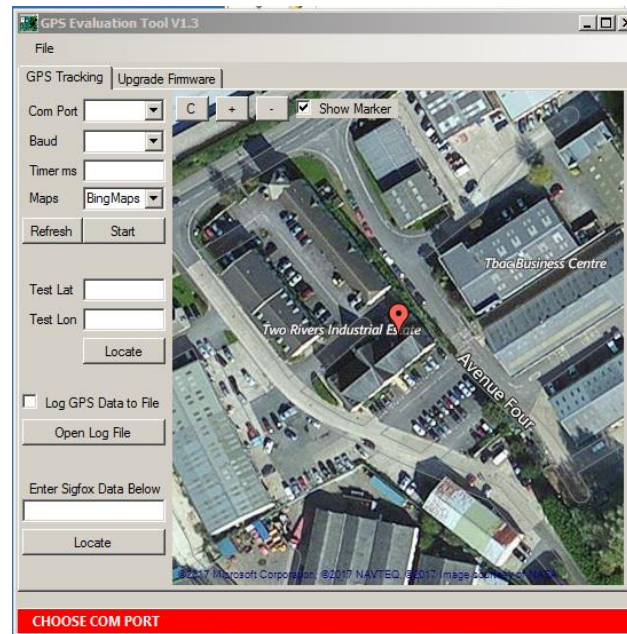 GPS Evaluation Tool V1.3
File
GPS Tracking
Upgrade Firmware
Com Port
Baud
Timer ms
Maps
BingMaps
Refresh
Start
Test Lat
Test Lon
Locate
Log GPS Data to File
Open Log File
Enter Sigfox Data Below
Locate
C
+
-
Show Marker
Tbac Business Centre
Two Rivers Industrial Estate
Avenue Four
©2017 Microsoft Corporation, ©2017 NAVTEQ, ©2017 Image courtesy of NASA
CHOOSE COM PORT